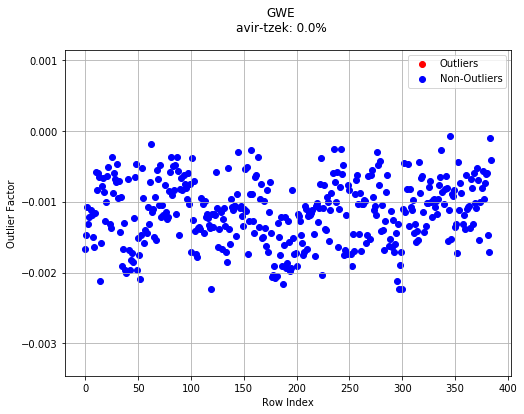 GWE
avir-tzek: 0.0%
0.001
Outliers
Non-Outliers
0.000
−0.001
−0.002
−0.003
Outlier Factor
0 50 100 150 200 250 300 350 400
Row Index